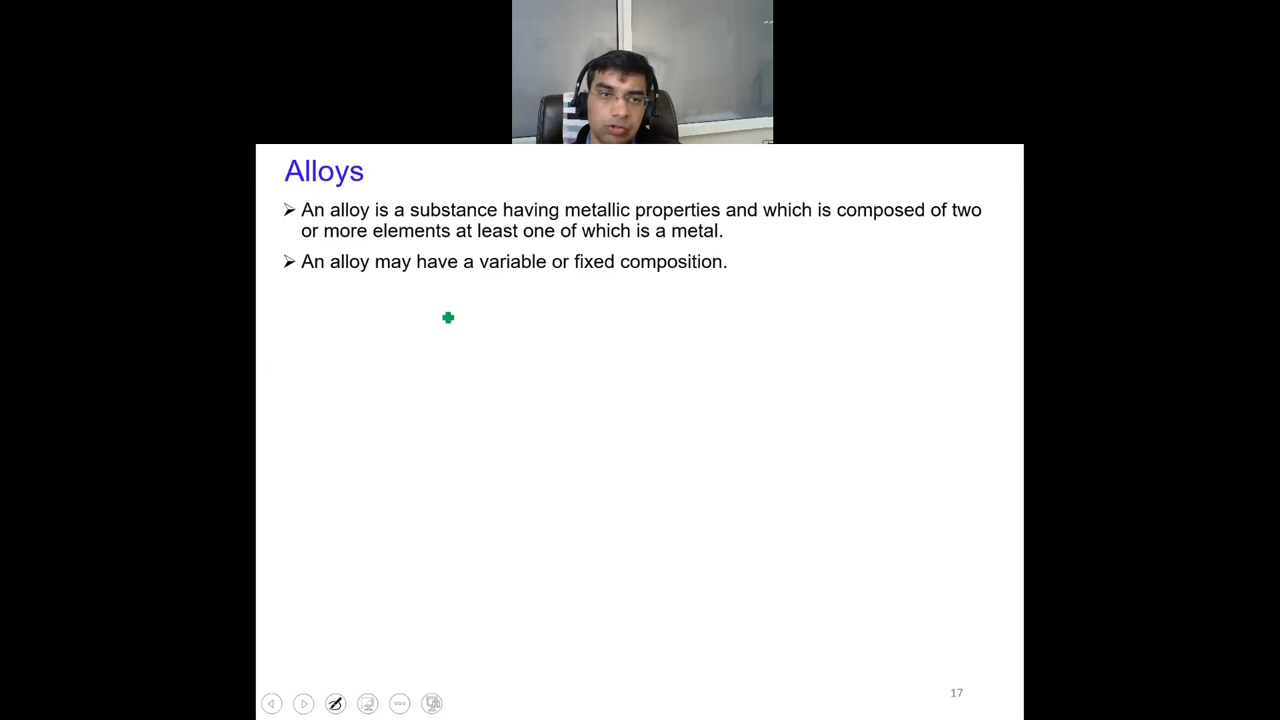 Alloys
➢ An alloy is a substance having metallic properties and which is composed of two
or more elements at least one of which is a metal.
➢ An alloy may have a variable or fixed composition.
17